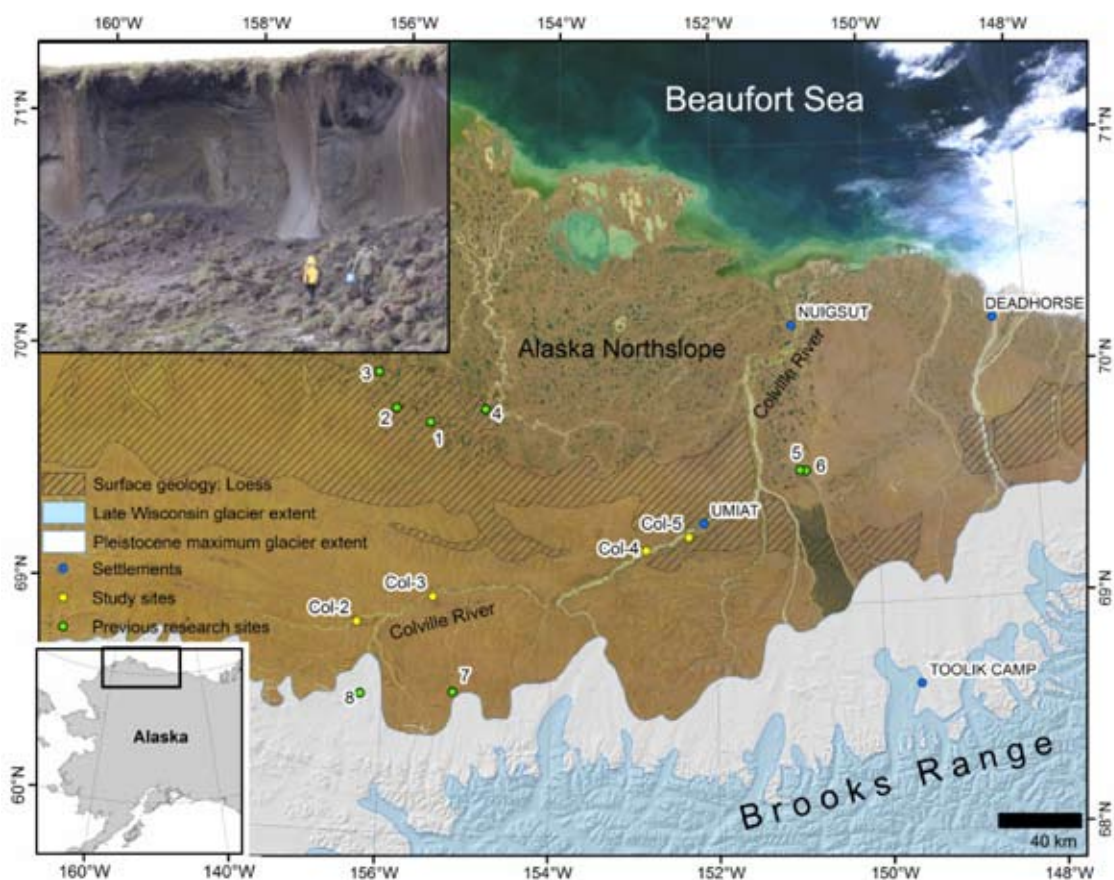 160°W
158°W
156°W
154°W
152°W
150°W
148°W
71°N
71°N
Beaufort Sea
NUIGSUT
DEADHORSE
70°N
70°N
Alaska Northslope
Colville River
3
2
1
4
5
6
Surface geology: Loess
Late Wisconsin glacier extent
Pleistocene maximum glacier extent
Settlements
Study sites
Previous research sites
UMIAT
Col-5
Col-4
69°N
69°N
Col-3
Col-2
Colville River
7
8
TOOLIK CAMP
Alaska
Brooks Range
60°N
68°N
40 km
160°W
140°W
156°W
154°W
152°W
150°W
148°W